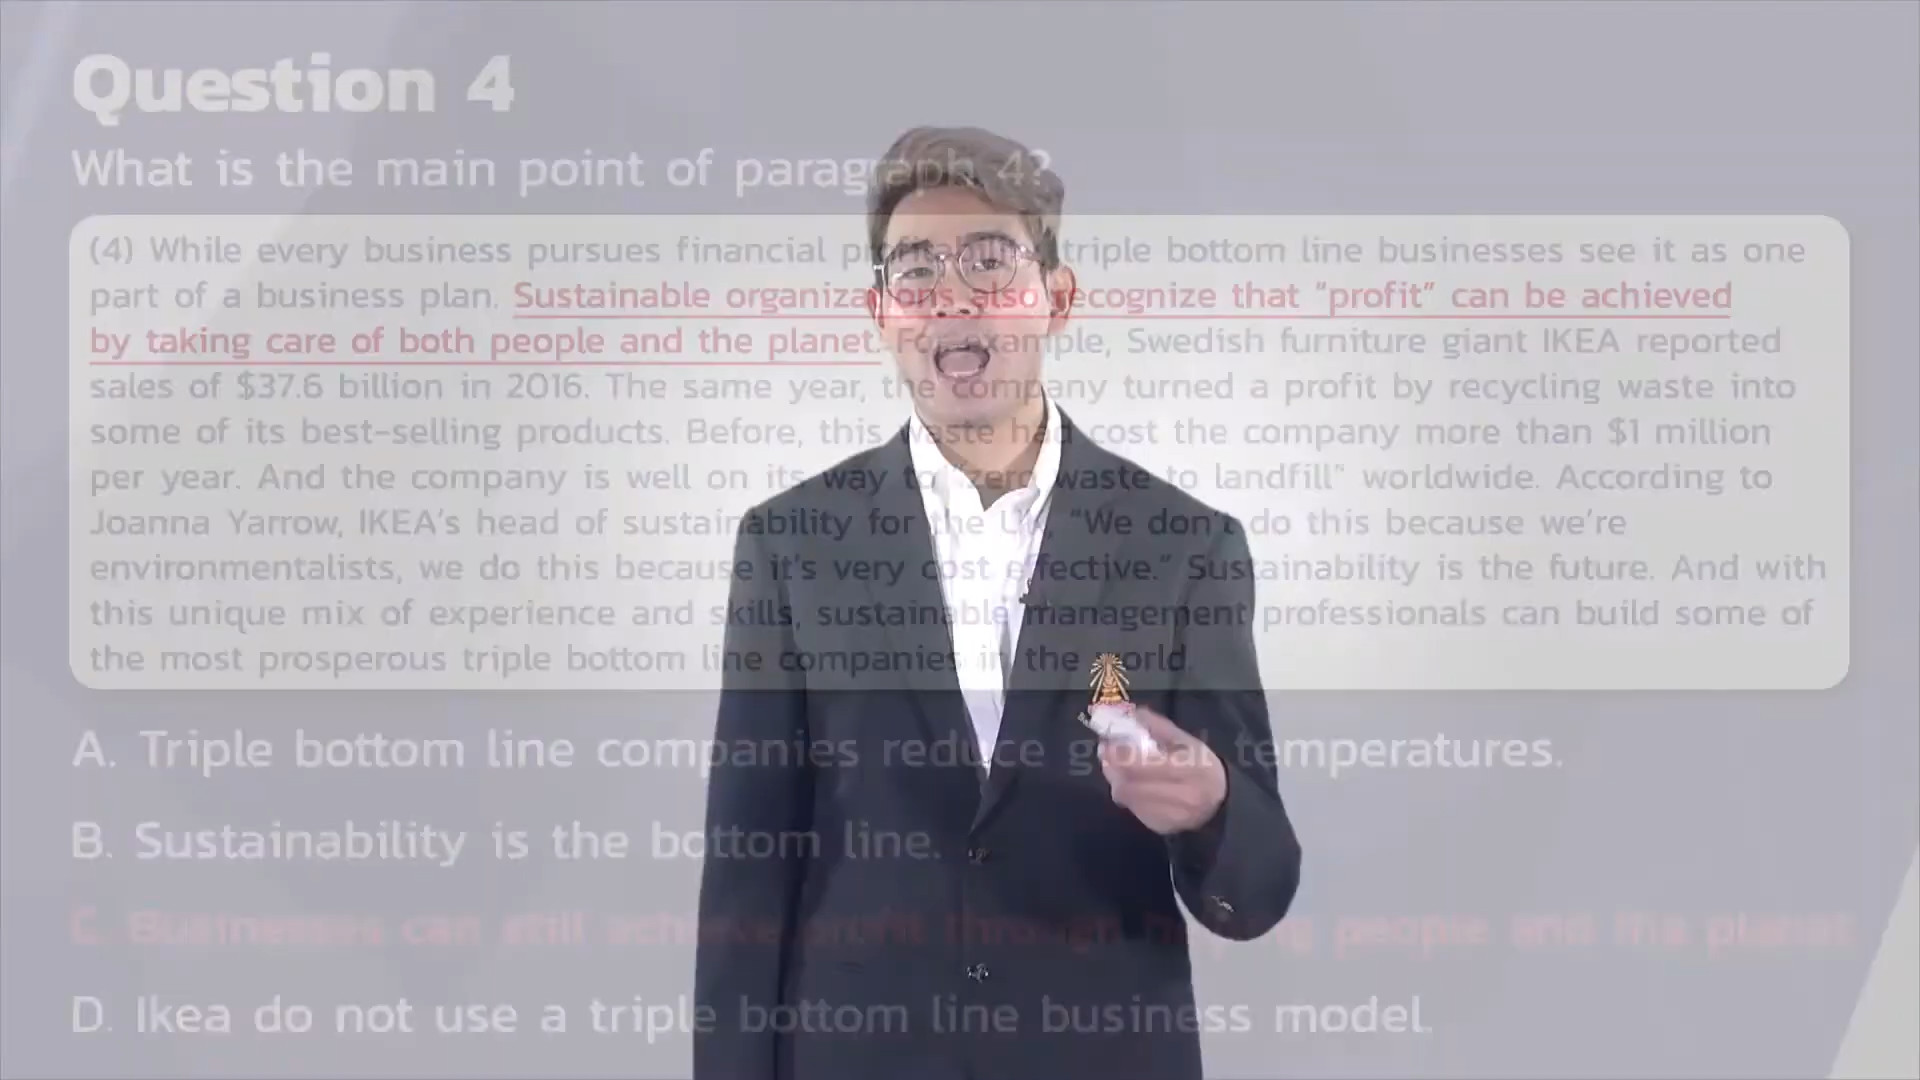 Question 4
What is the main point of paragraph 4?
(4) While every business pursues financial profitability, triple bottom line businesses see it as one
part of a business plan. Sustainable organizations also recognize that “profit” can be achieved
by taking care of both people and the planet. For example, Swedish furniture giant IKEA reported
sales of $37.6 billion in 2016. The same year, the company turned a profit by recycling waste into
some of its best-selling products. Before, this waste had cost the company more than $1 million
per year. And the company is well on its way to “zero waste to landfill” worldwide. According to
Joanna Yarrow, IKEA’s head of sustainability for the UK, “We don’t do this because we’re
environmentalists, we do this because it’s very cost effective.” Sustainability is the future. And with
this unique mix of experience and skills, sustainable management professionals can build some of
the most prosperous triple bottom line companies in the world.
A. Triple bottom line companies reduce global temperatures.
B. Sustainability is the bottom line.
C. Businesses can still achieve profit through helping people and the planet
D. Ikea do not use a triple bottom line business model.